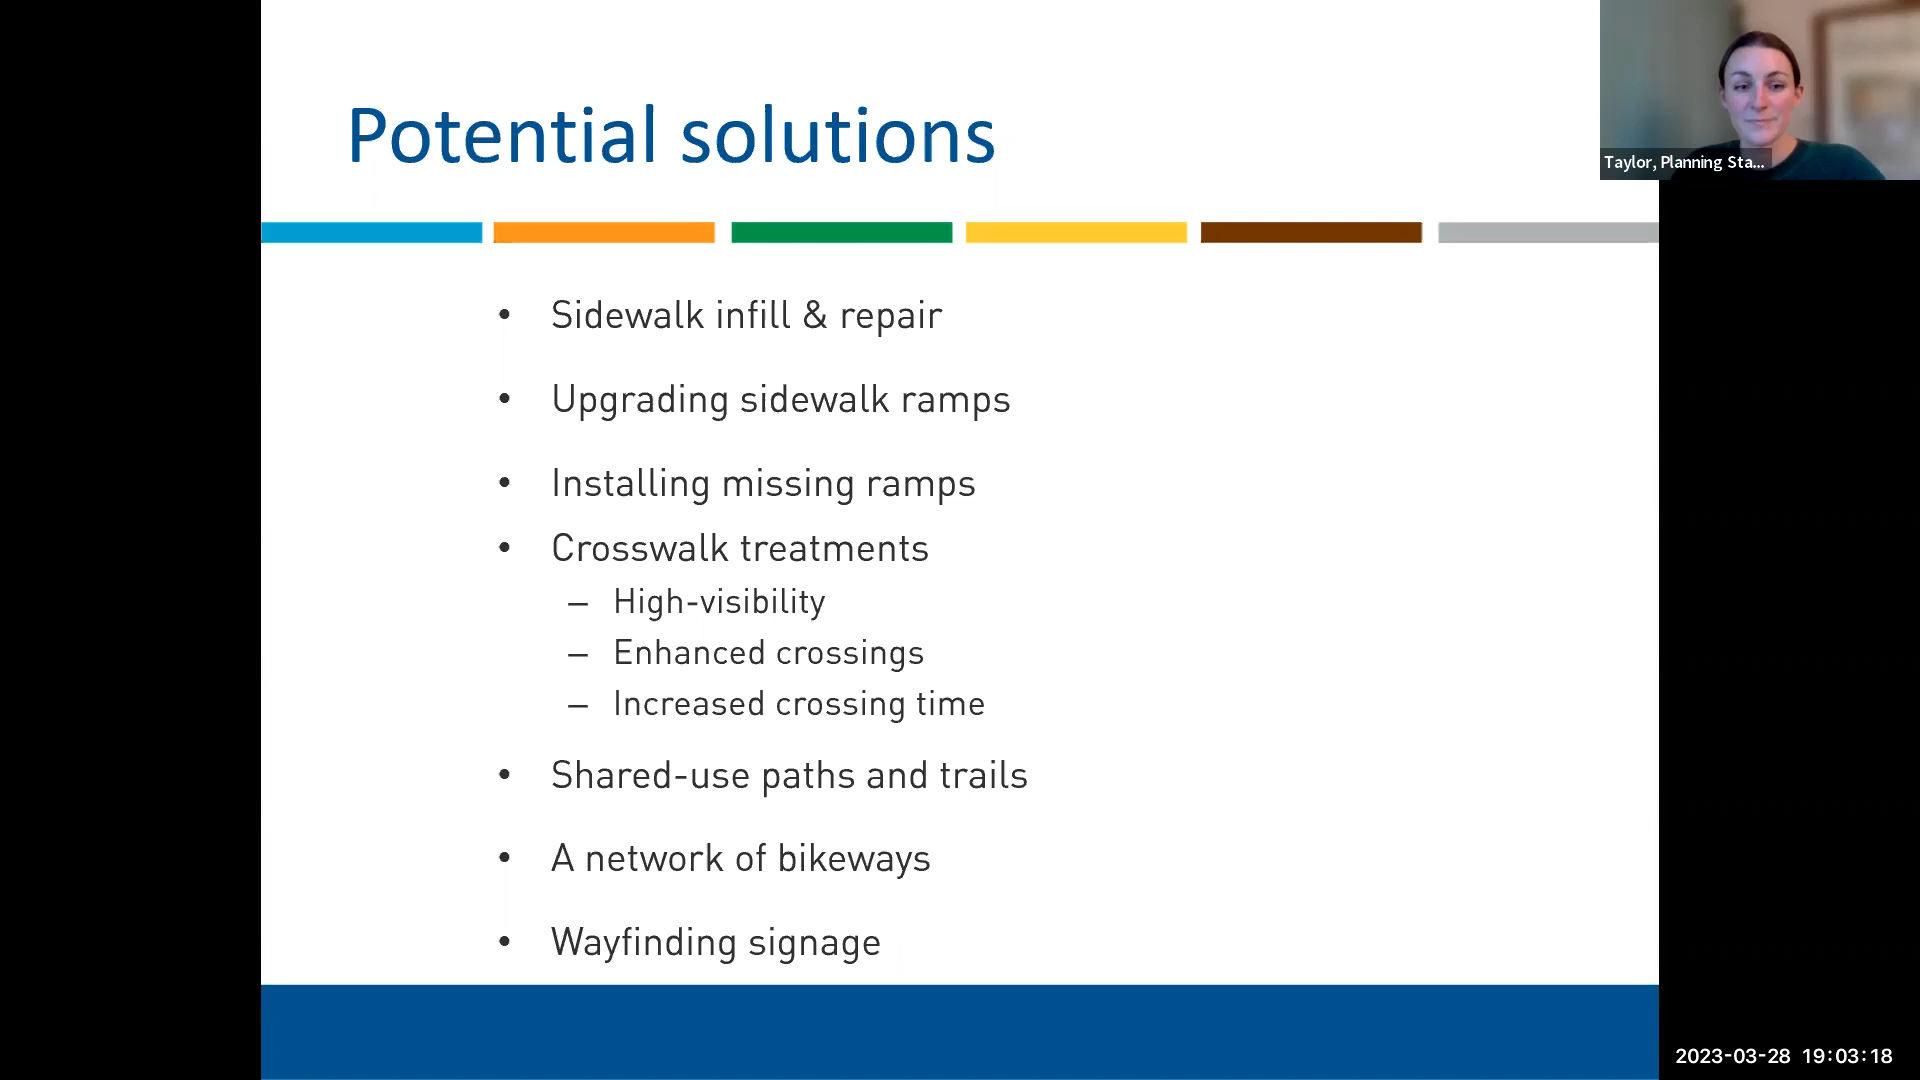 Potential solutions
Taylor, Planning Sta...
• Sidewalk infill & repair
• Upgrading sidewalk ramps
• Installing missing ramps
• Crosswalk treatments
– High-visibility
– Enhanced crossings
– Increased crossing time
• Shared-use paths and trails
• A network of bikeways
• Wayfinding signage
2023-03-28 19:03:18